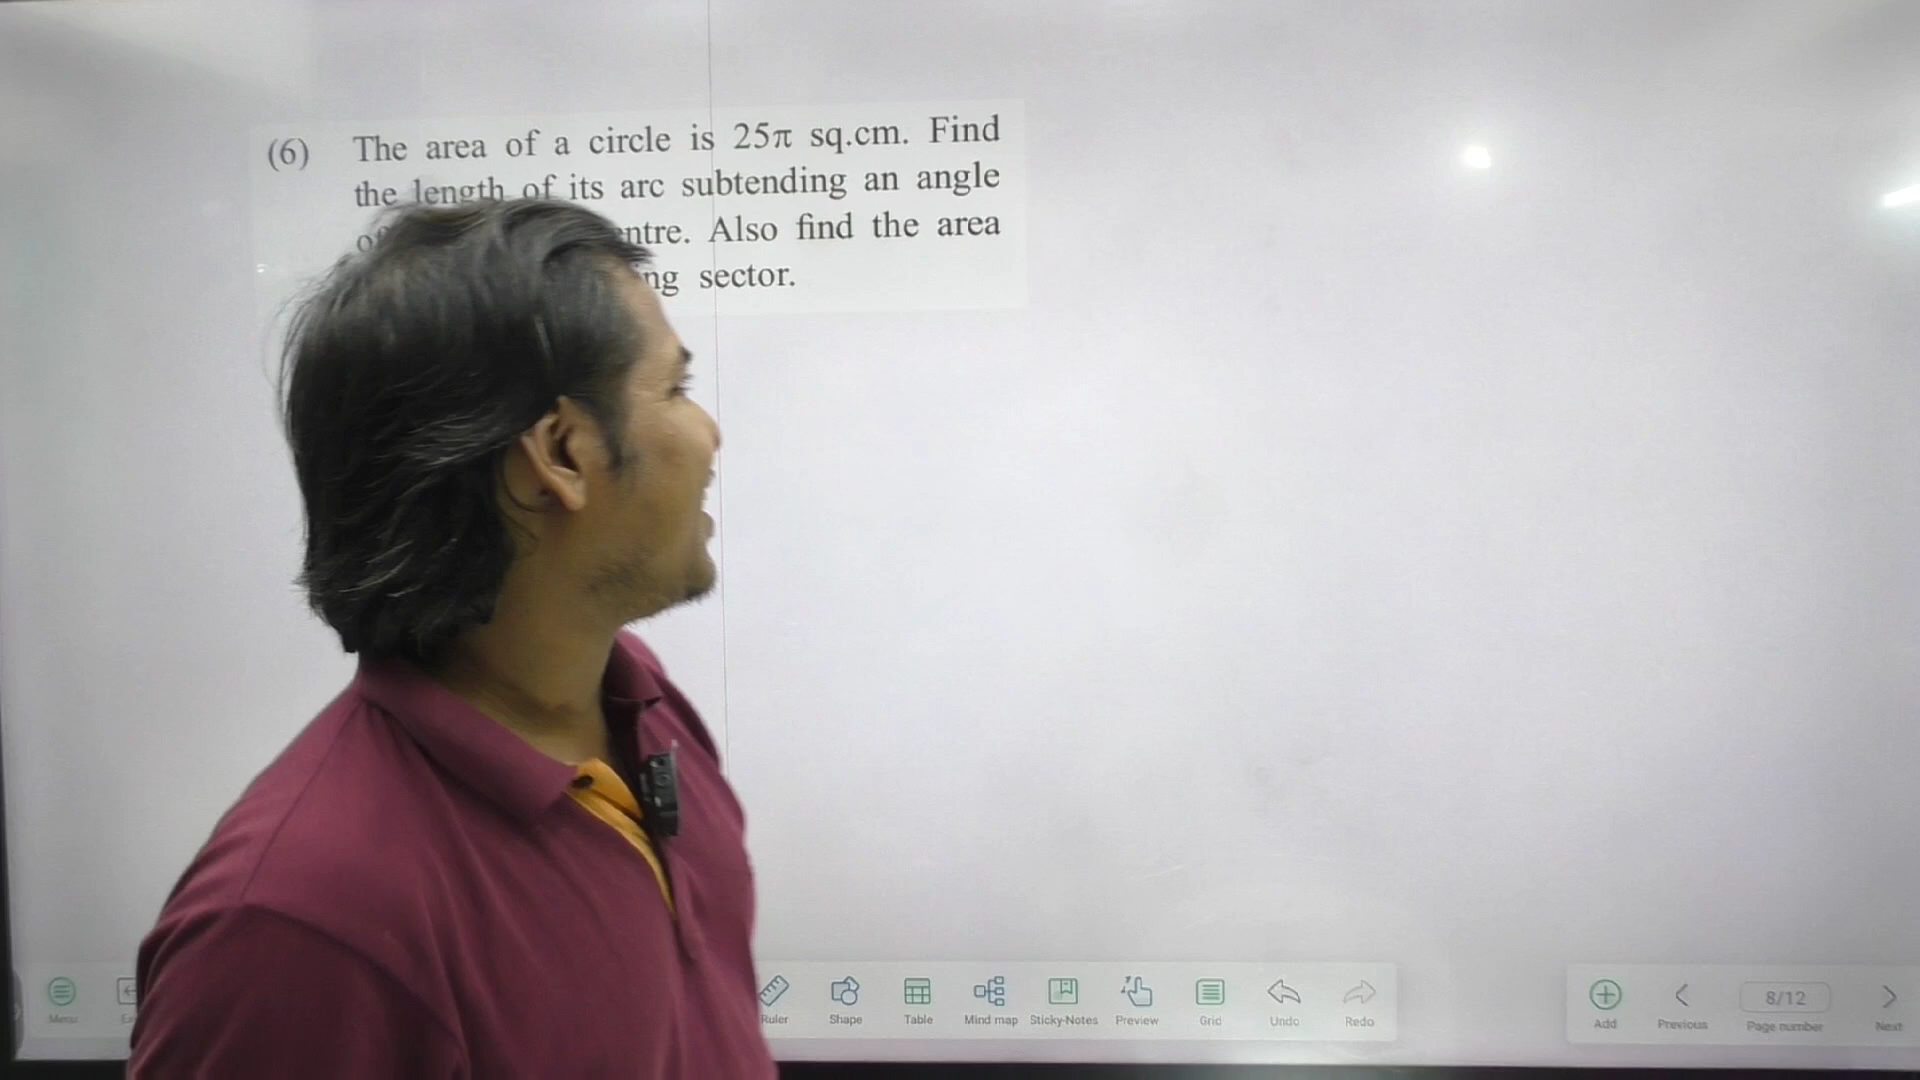 (6) The area of a circle is 25π sq.cm. Find
the length of its arc subtending an angle
Also find the area
sector.
Menu
Ruler
Shape
Table
Mind map
Sticky-Notes
Preview
Grid
Undo
Redo
Add
Previous
8/12
Page number
Next